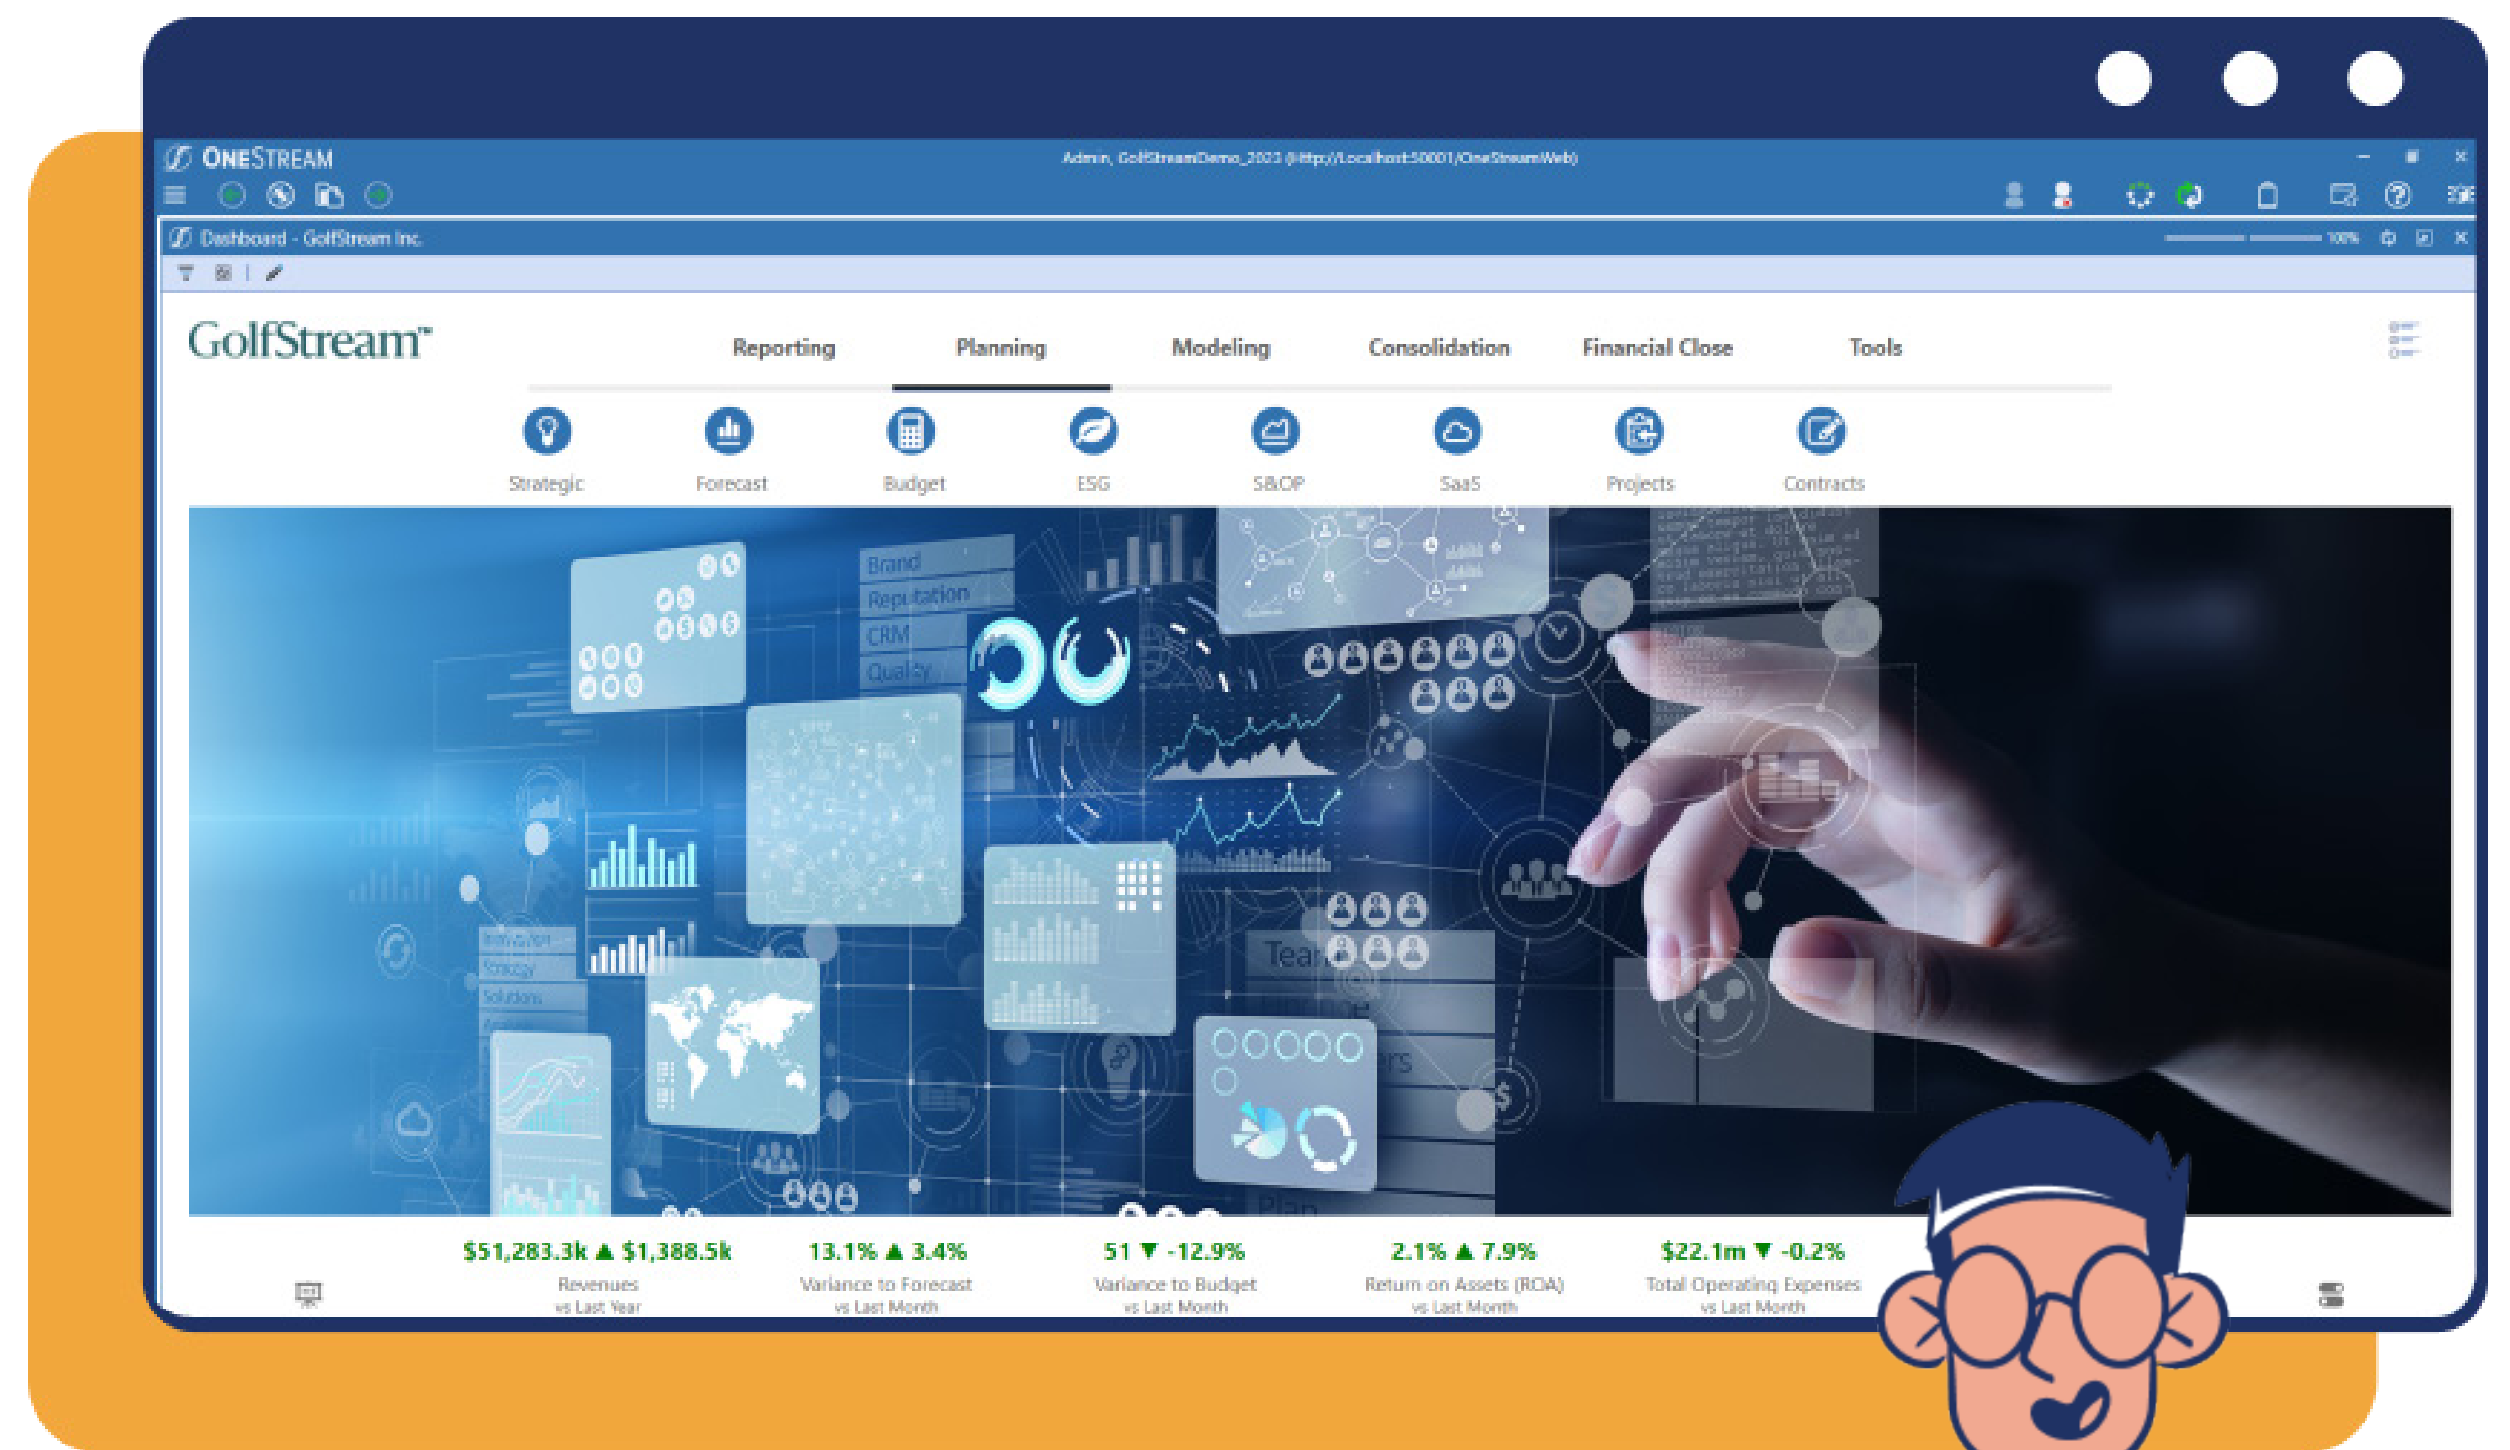 ONESTREAM
Admin, GolfStreamDemo_2023 (Http://Localhost:50001/OneStreamWeb)
Dashboard - GolfStream Inc.
100%
GolfStream™
Reporting Planning Modeling Consolidation Financial Close Tools
Strategic Forecast Budget ESG S&OP SaaS Projects Contracts
Brand
Reputation
CRM
Quality
Strategy
Solutions
Plan
$51,283.3k ▲ $1,388.5k 13.1% ▲ 3.4% 51 ▼ -12.9% 2.1% ▲ 7.9% $22.1m ▼ -0.2%
Revenues Variance to Forecast Variance to Budget Return on Assets (ROA) Total Operating Expenses
vs Last Year vs Last Month vs Last Month vs Last Month vs Last Month